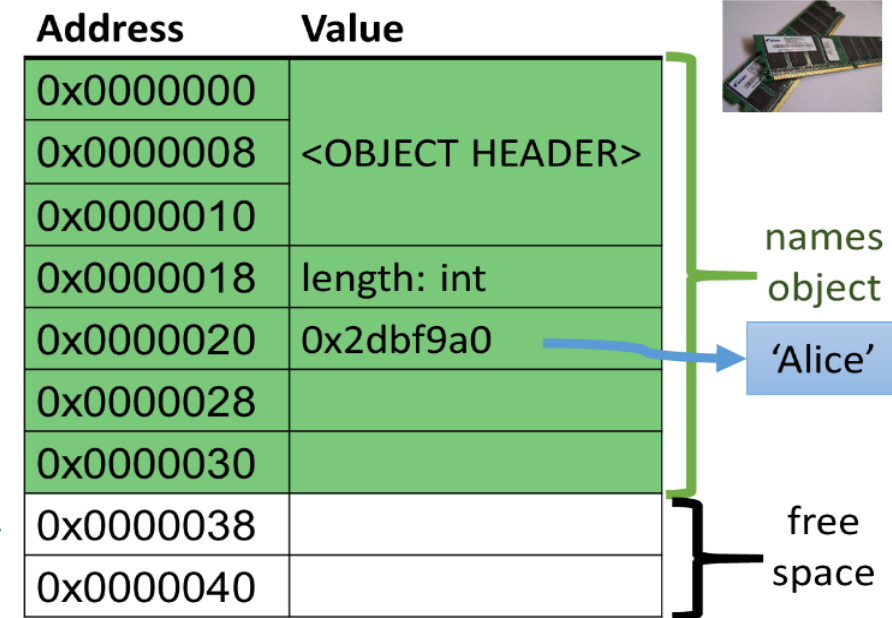 Address Value
0x0000000
0x0000008 <OBJECT HEADER>
0x0000010
0x0000018 length: int
0x0000020 0x2dbf9a0
0x0000028
0x0000030
0x0000038
0x0000040
names
object
‘Alice’
free
space